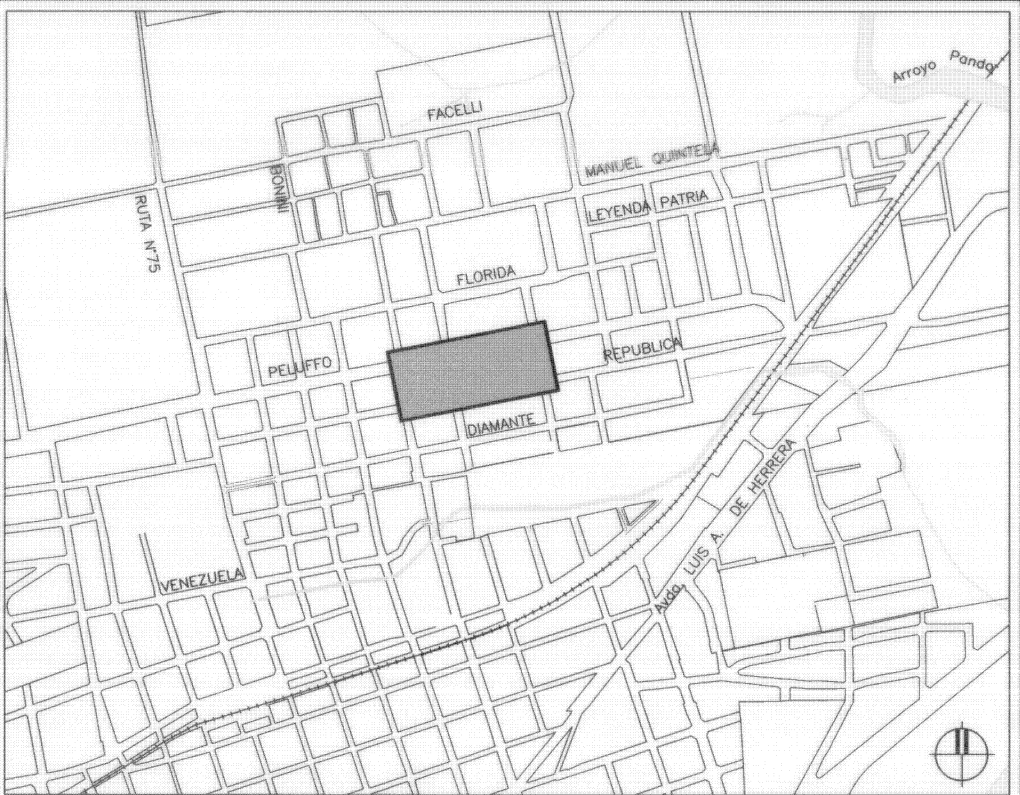 Arroyo Pando
FACELLI
MANUEL QUINTELA
BONINI
LEYENDA PATRIA
RUTA N°75
FLORIDA
REPUBLICA
PELUFFO
DIAMANTE
Avda. LUIS A. DE HERRERA
VENEZUELA